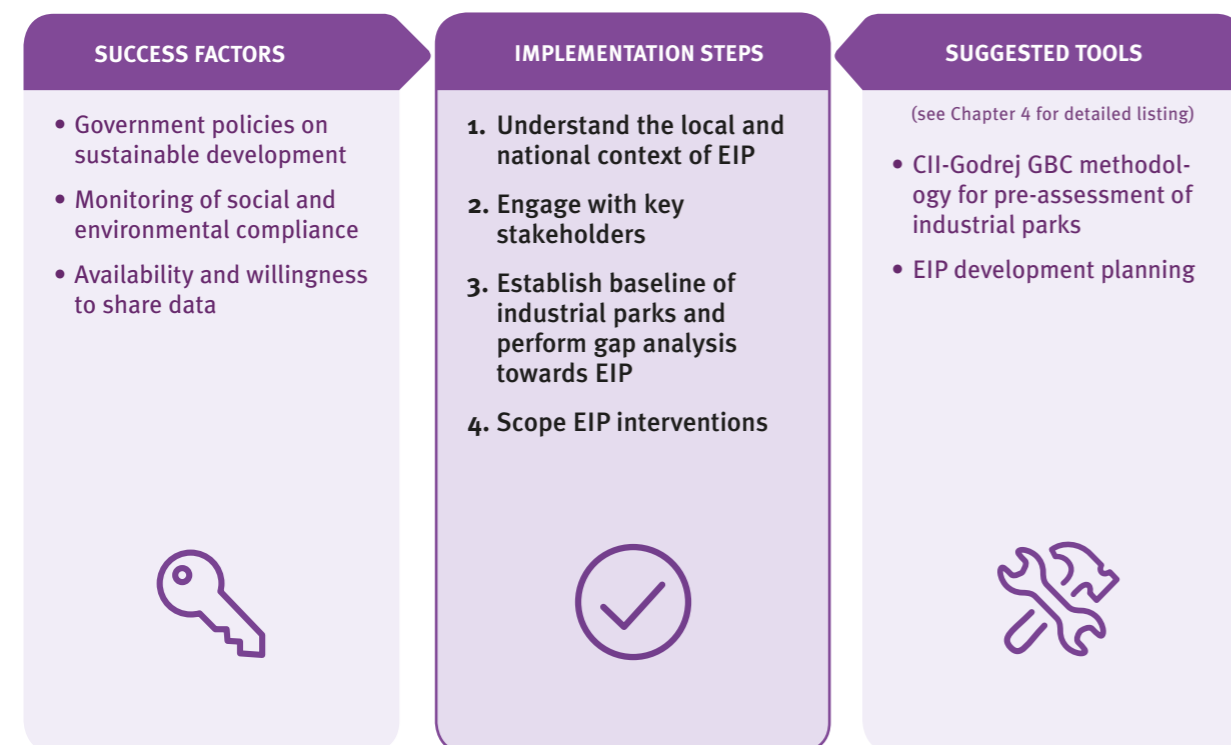 SUCCESS FACTORS
• Government policies on
sustainable development
• Monitoring of social and
environmental compliance
• Availability and willingness
to share data
IMPLEMENTATION STEPS
1. Understand the local and
national context of EIP
2. Engage with key
stakeholders
3. Establish baseline of
industrial parks and
perform gap analysis
towards EIP
4. Scope EIP interventions
SUGGESTED TOOLS
(see Chapter 4 for detailed listing)
• CII-Godrej GBC methodol-
ogy for pre-assessment of
industrial parks
• EIP development planning